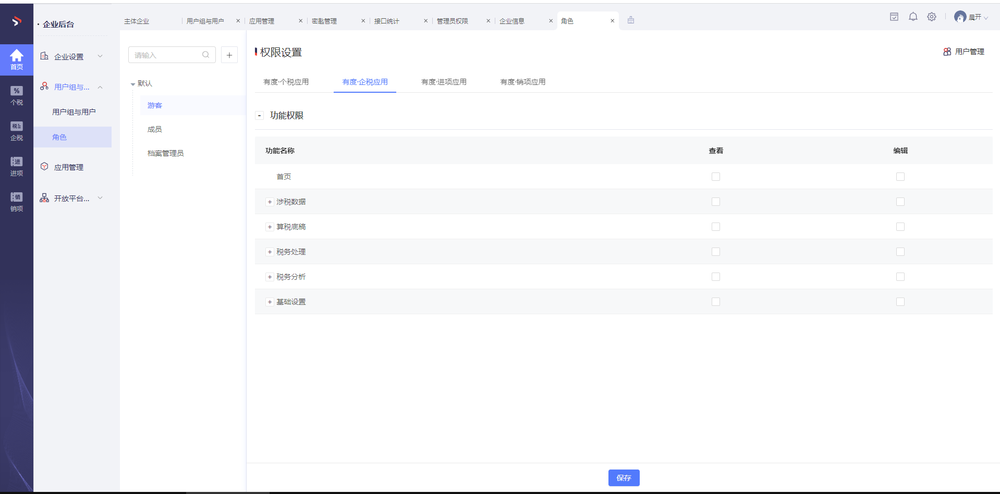 · 企业后台
首页
% 个税
税 企税
进 进项
销 销项
企业设置
用户组与...
用户组与用户
角色
应用管理
开放平台...
主体企业
用户组与用户 ×
应用管理 ×
密匙管理 ×
接口统计 ×
管理员权限 ×
企业信息 ×
角色 ×
晨开
请输入
+
默认
游客
成员
档案管理员
权限设置
用户管理
有度·个税应用 有度·企税应用 有度·进项应用 有度·销项应用
- 功能权限
功能名称 查看 编辑
首页
+ 涉税数据
+ 算税底稿
+ 税务处理
+ 税务分析
+ 基础设置
保存